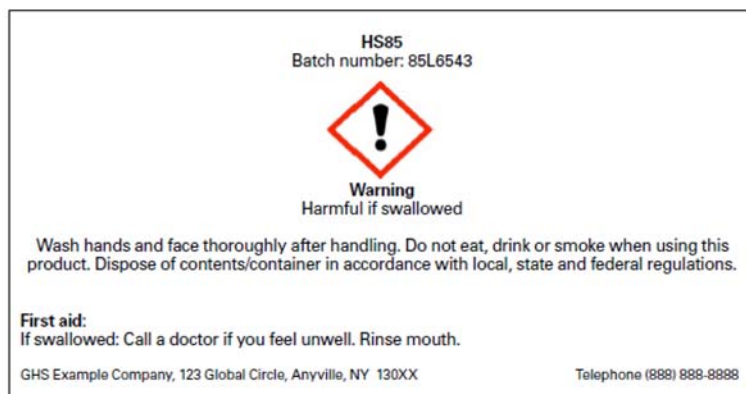 HS85
Batch number: 85L6543
Warning
Harmful if swallowed
Wash hands and face thoroughly after handling. Do not eat, drink or smoke when using this
product. Dispose of contents/container in accordance with local, state and federal regulations.
First aid:
If swallowed: Call a doctor if you feel unwell. Rinse mouth.
GHS Example Company, 123 Global Circle, Anyville, NY 130XX Telephone (888) 888-8888